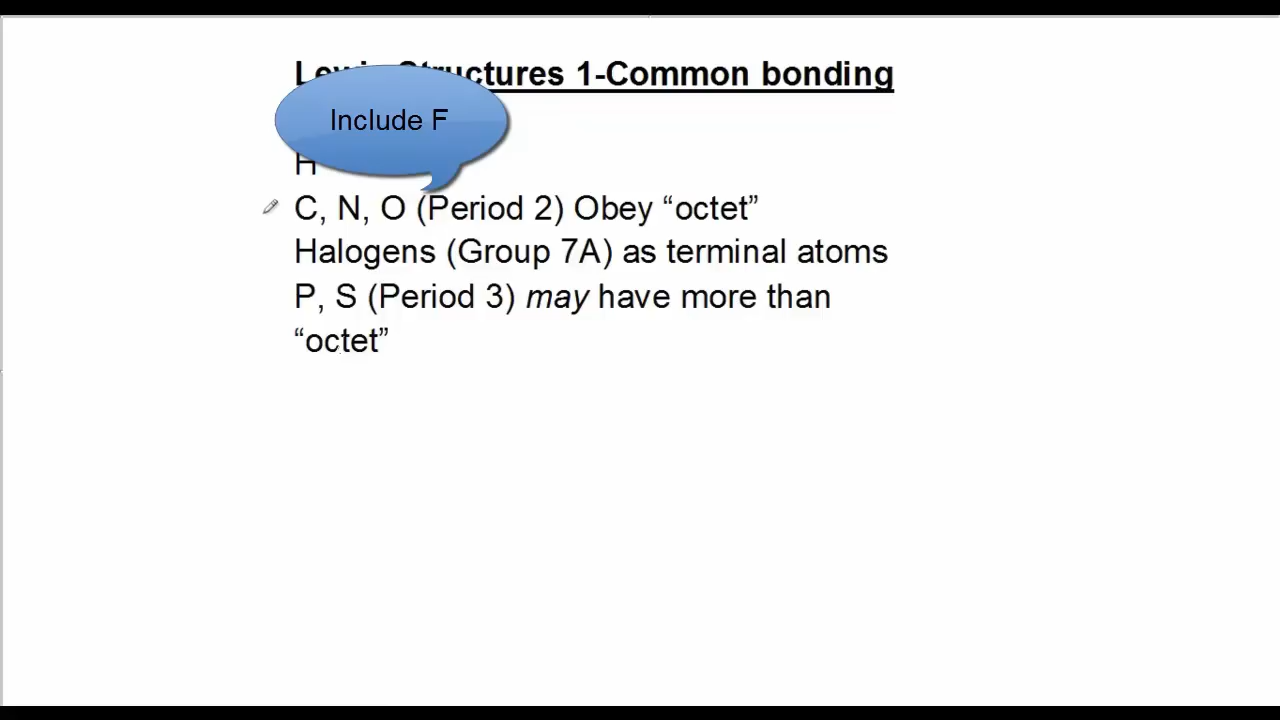 Structures 1-Common bonding
Include F
H
C, N, O (Period 2) Obey “octet”
Halogens (Group 7A) as terminal atoms
P, S (Period 3) may have more than
“octet”